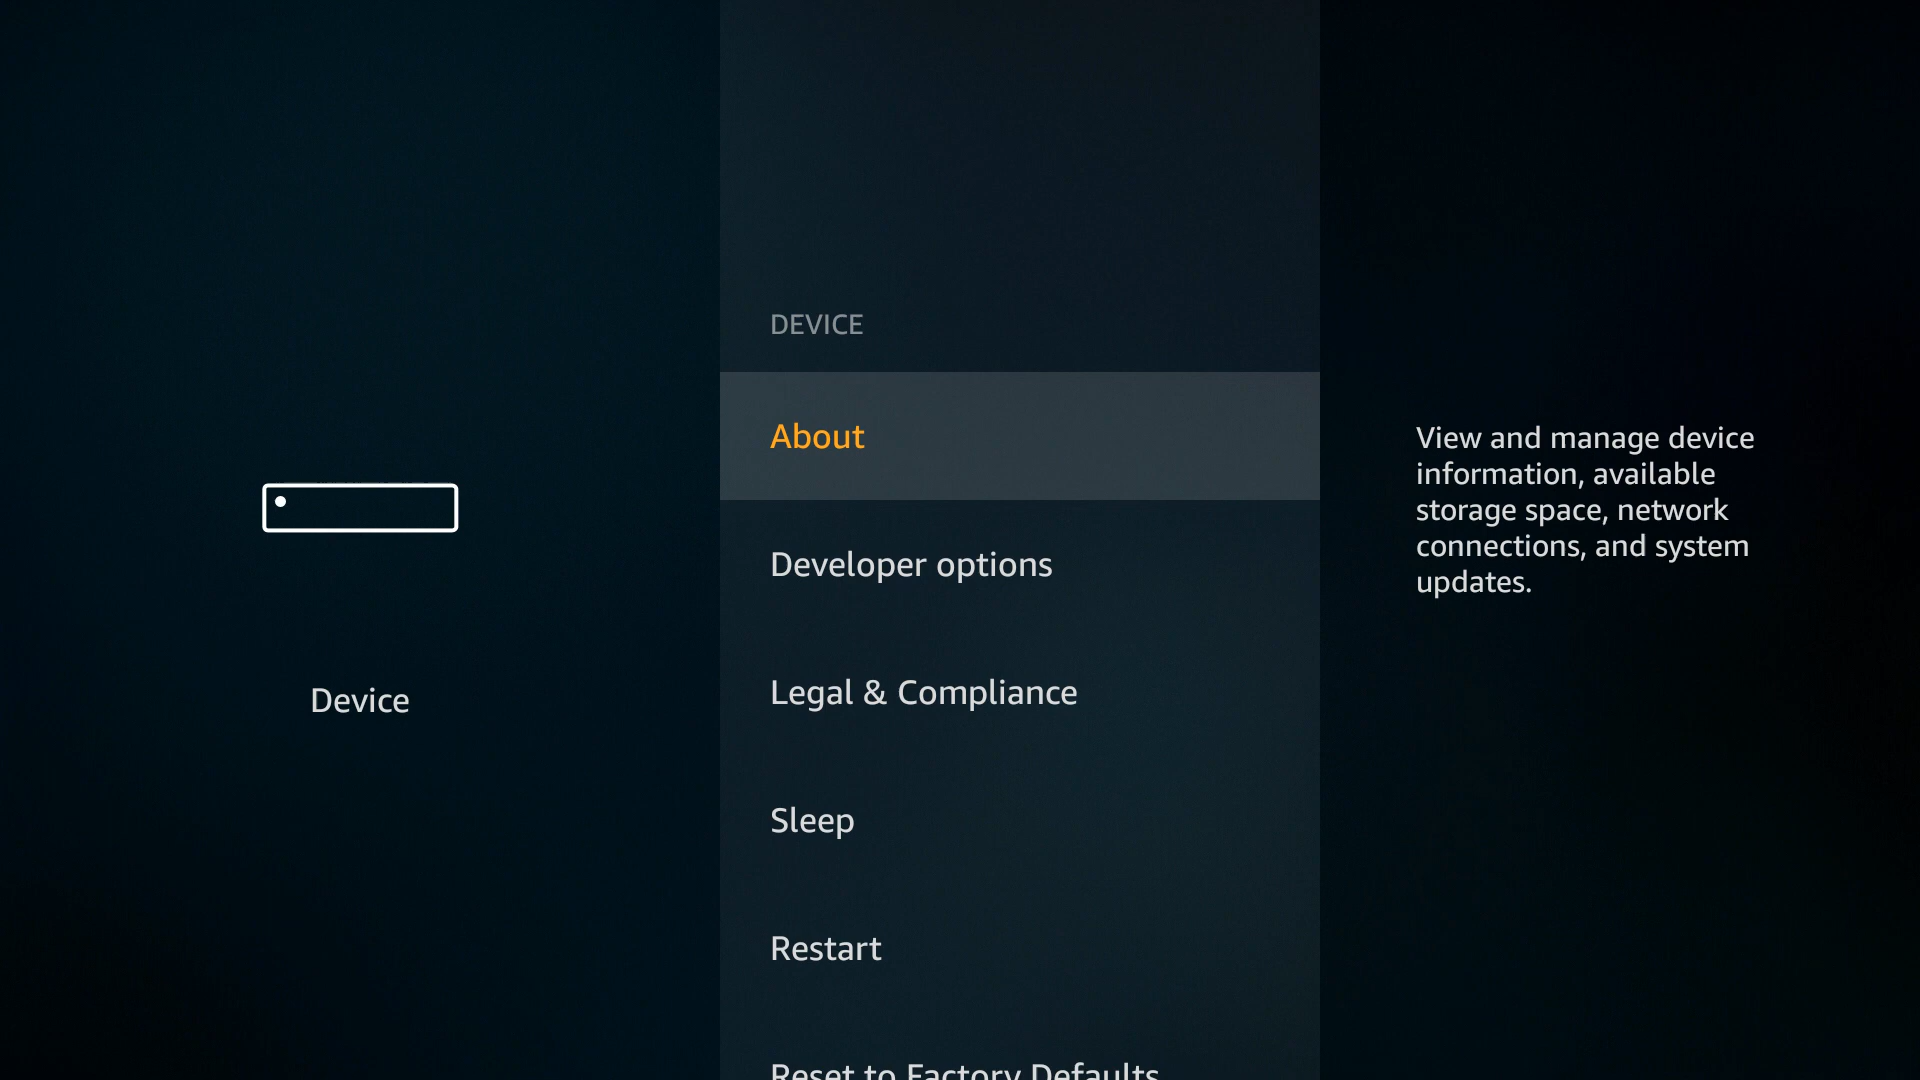 Device
DEVICE
About
Developer options
Legal & Compliance
Sleep
Restart
Reset to Factory Defaults
View and manage device
information, available
storage space, network
connections, and system
updates.